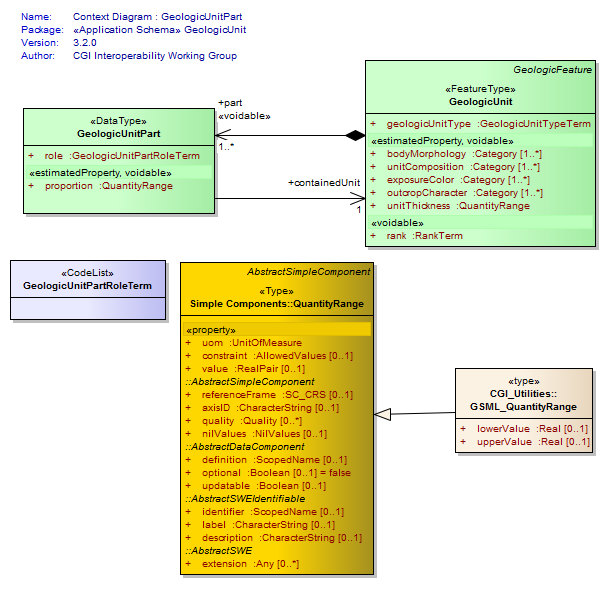 Name: Context Diagram : GeologicUnitPart
Package: «Application Schema» GeologicUnit
Version: 3.2.0
Author: CGI Interoperability Working Group
GeologicFeature
«FeatureType»
GeologicUnit
+ geologicUnitType :GeologicUnitTypeTerm
«estimatedProperty, voidable»
+ bodyMorphology :Category [1..*]
+ unitComposition :Category [1..*]
+ exposureColor :Category [1..*]
+ outcropCharacter :Category [1..*]
+ unitThickness :QuantityRange
«voidable»
+ rank :RankTerm
+part
«voidable»
1..*
«DataType»
GeologicUnitPart
+ role :GeologicUnitPartRoleTerm
«estimatedProperty, voidable»
+ proportion :QuantityRange
+containedUnit
1
«CodeList»
GeologicUnitPartRoleTerm
AbstractSimpleComponent
«Type»
Simple Components::QuantityRange
«property»
+ uom :UnitOfMeasure
+ constraint :AllowedValues [0..1]
+ value :RealPair [0..1]
::AbstractSimpleComponent
+ referenceFrame :SC_CRS [0..1]
+ axisID :CharacterString [0..1]
+ quality :Quality [0..*]
+ nilValues :NilValues [0..1]
::AbstractDataComponent
+ definition :ScopedName [0..1]
+ optional :Boolean [0..1] = false
+ updatable :Boolean [0..1]
::AbstractSWEIdentifiable
+ identifier :ScopedName [0..1]
+ label :CharacterString [0..1]
+ description :CharacterString [0..1]
::AbstractSWE
+ extension :Any [0..*]
«type»
CGI_Utilities::
GSML_QuantityRange
+ lowerValue :Real [0..1]
+ upperValue :Real [0..1]